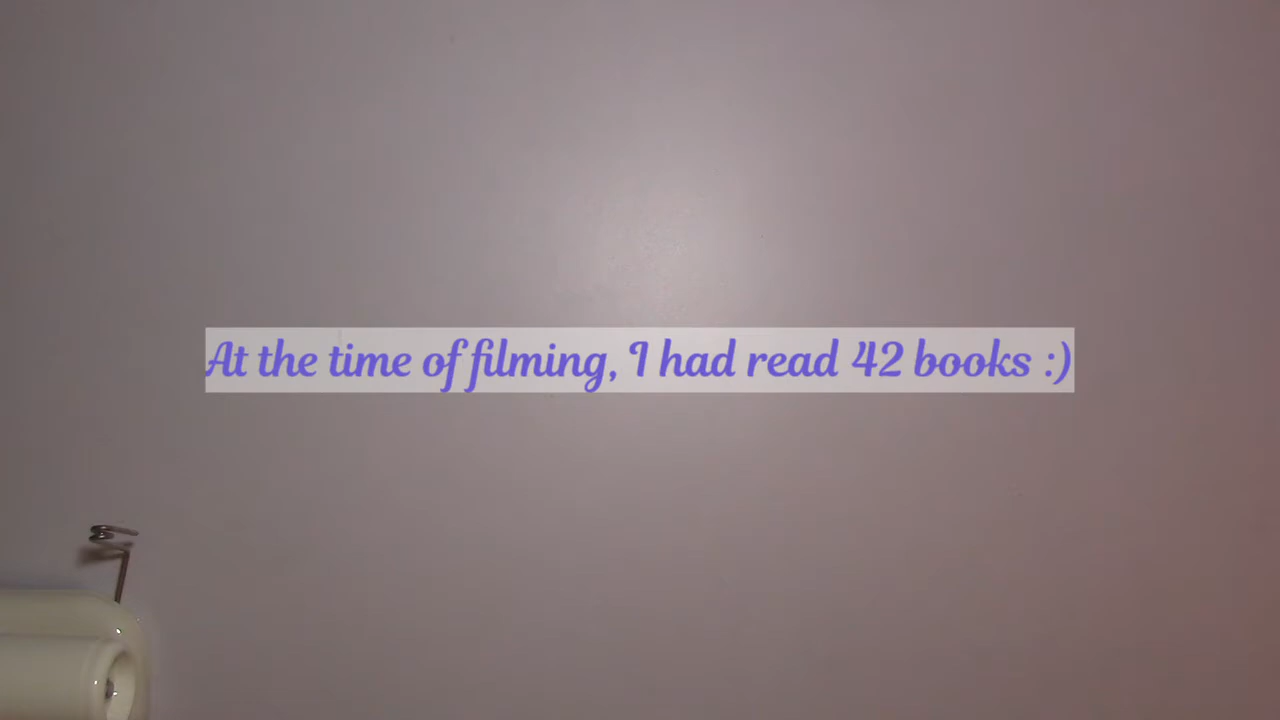 At the time of filming, I had read 42 books :)